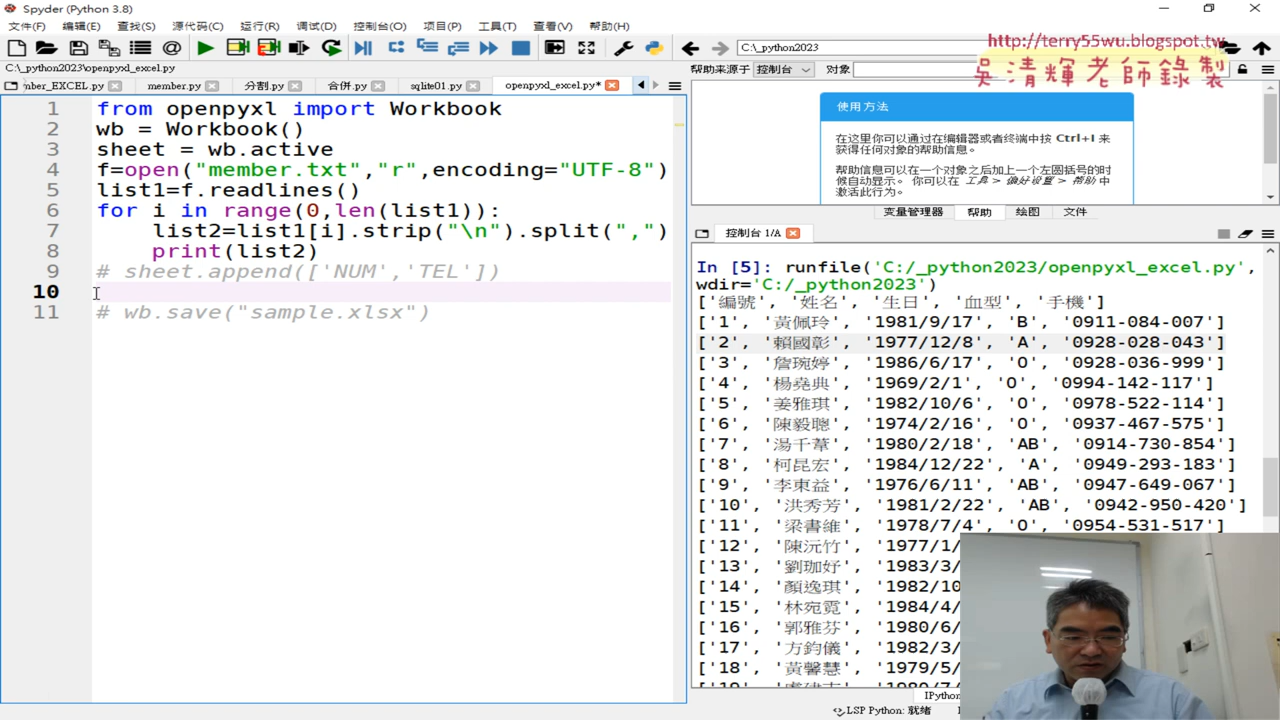 Spyder (Python 3.8)
文件(F) 编辑(E) 查找(S) 源代码(C) 运行(R) 调试(D) 控制台(O) 项目(P) 工具(T) 查看(V) 帮助(H)
C:\_python2023
http://terry55wu.blogspot.tw
吳清輝老師錄製
C:\_python2023\openpyxl_excel.py
mber_EXCEL.py member.py 分割.py 合併.py sqlite01.py openpyxl_excel.py*
帮助来源于 控制台 对象
1 from openpyxl import Workbook
2 wb = Workbook()
3 sheet = wb.active
4 f=open("member.txt","r",encoding="UTF-8")
5 list1=f.readlines()
6 for i in range(0,len(list1)):
7 list2=list1[i].strip("\n").split(",")
8 print(list2)
9 # sheet.append(['NUM','TEL'])
10
11 # wb.save("sample.xlsx")
使用方法
在这里你可以通过在编辑器或者终端中按 Ctrl+I 来
获得任何对象的帮助信息。
帮助信息可以在一个对象之后加上一个左圆括号的时
候自动显示。 你可以在 工具 > 偏好设置 > 帮助 中
激活此行为。
变量管理器 帮助 绘图 文件
控制台 1/A
In [5]: runfile('C:/_python2023/openpyxl_excel.py',
wdir='C:/_python2023')
['編號', '姓名', '生日', '血型', '手機']
['1', '黃佩玲', '1981/9/17', 'B', '0911-084-007']
['2', '賴國彰', '1977/12/8', 'A', '0928-028-043']
['3', '詹琬婷', '1986/6/17', 'O', '0928-036-999']
['4', '楊堯典', '1969/2/1', 'O', '0994-142-117']
['5', '姜雅琪', '1982/10/6', 'O', '0978-522-114']
['6', '陳毅聰', '1974/2/16', 'O', '0937-467-575']
['7', '湯千葦', '1980/2/18', 'AB', '0914-730-854']
['8', '柯昆宏', '1984/12/22', 'A', '0949-293-183']
['9', '李東益', '1976/6/11', 'AB', '0947-649-067']
['10', '洪秀芳', '1981/2/22', 'AB', '0942-950-420']
['11', '梁書維', '1978/7/4', 'O', '0954-531-517']
['12', '陳沅竹', '1977/1/
['13', '劉珈妤', '1983/3/
['14', '顏逸琪', '1982/10
['15', '林宛霓', '1984/4/
['16', '郭雅芬', '1980/6/
['17', '方鈞儀', '1982/3/
['18', '黃馨慧', '1979/5/
IPython
LSP Python: 就绪